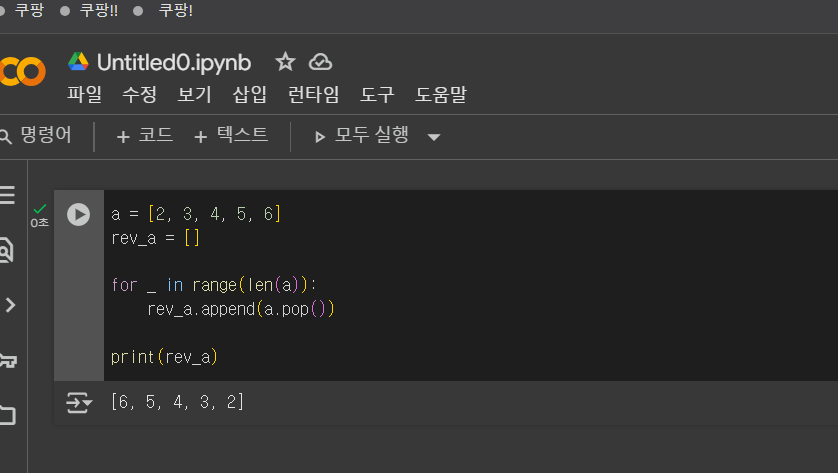 쿠팡 쿠팡!! 쿠팡!
Untitled0.ipynb
파일 수정 보기 삽입 런타임 도구 도움말
명령어 + 코드 + 텍스트 모두 실행
0초
a = [2, 3, 4, 5, 6]
rev_a = []
for _ in range(len(a)):
    rev_a.append(a.pop())
print(rev_a)
[6, 5, 4, 3, 2]